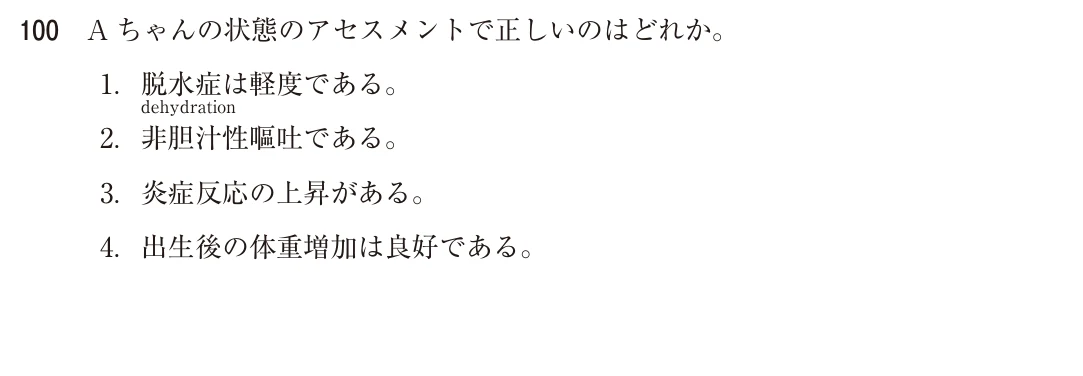 100 Aちゃんの状態のアセスメントで正しいのはどれか。
1. 脱水症は軽度である。
dehydration
2. 非胆汁性嘔吐である。
3. 炎症反応の上昇がある。
4. 出生後の体重増加は良好である。